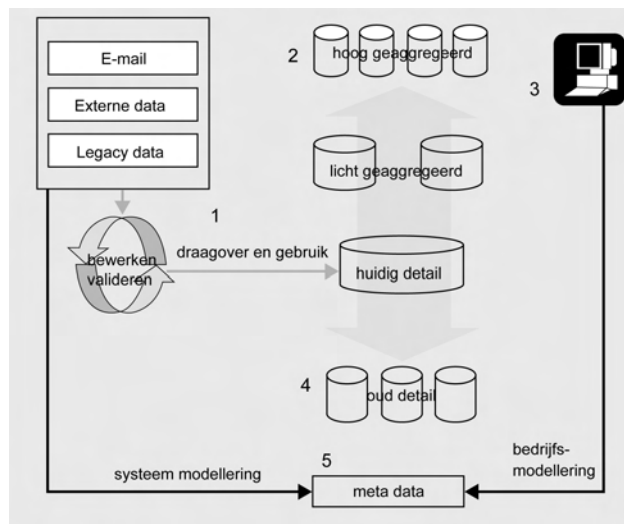 E-mail
Externe data
Legacy data
2
hoog geaggregeerd
3
licht geaggregeerd
1
bewerken
valideren
draagover en gebruik
huidig detail
4
oud detail
5
systeem modellering
meta data
bedrijfs-
modellering